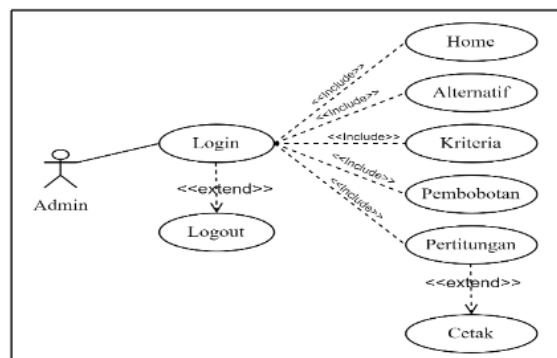 Home
<<Include>>
Alternatif
<<Include>>
Login
<<Include>>
Kriteria
<<Include>>
Pembobotan
<<Include>>
Admin
<<extend>>
Logout
Pertitungan
<<extend>>
Cetak